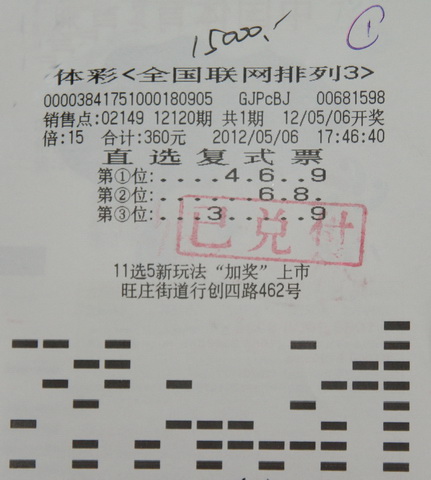 15000.-
①
体彩<全国联网排列3>
00003841751000180905 GJPcBJ 00681598
销售点:02149 12120期 共1期 12/05/06开奖
倍:15 合计:360元 2012/05/06 17:46:40
直选复式票
第①位:....4.6..9
第②位:......6.8.
第③位:...3.....9
已兑付
11选5新玩法“加奖”上市
旺庄街道行创四路462号